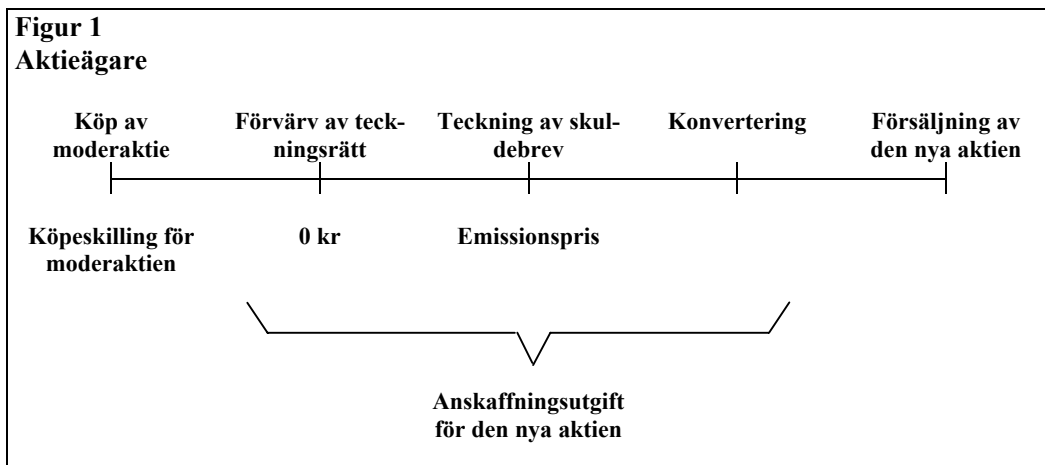 Figur 1
Aktieägare
Köp av
moderaktie
Förvärv av teck-
ningsrätt
Teckning av skul-
debrev
Konvertering
Försäljning av
den nya aktien
Köpeskilling för
moderaktien
0 kr
Emissionspris
Anskaffningsutgift
för den nya aktien